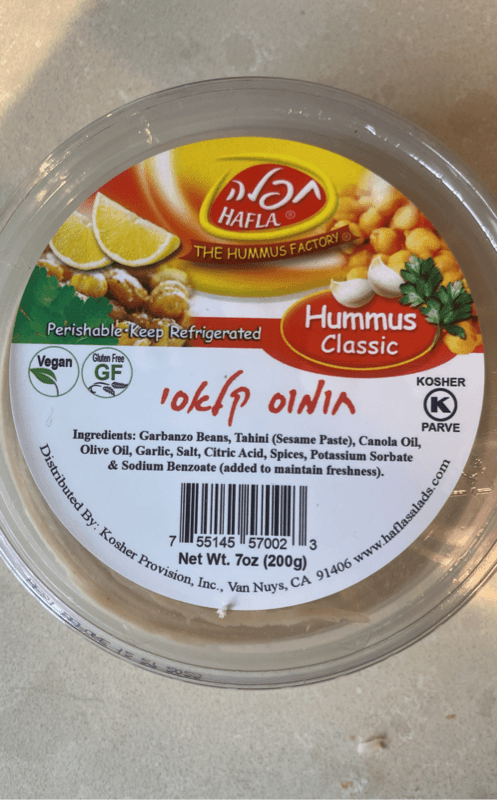 חפלה
HAFLA®
THE HUMMUS FACTORY®
Hummus
Classic
Perishable-Keep Refrigerated
Vegan
Gluten Free
GF
חומוס קלאסי
KOSHER
K
PARVE
Ingredients: Garbanzo Beans, Tahini (Sesame Paste), Canola Oil,
Olive Oil, Garlic, Salt, Citric Acid, Spices, Potassium Sorbate
& Sodium Benzoate (added to maintain freshness).
7 55145 57002 3
Net Wt. 7oz (200g)
Distributed By: Kosher Provision, Inc., Van Nuys, CA 91406 www.haflasalads.com